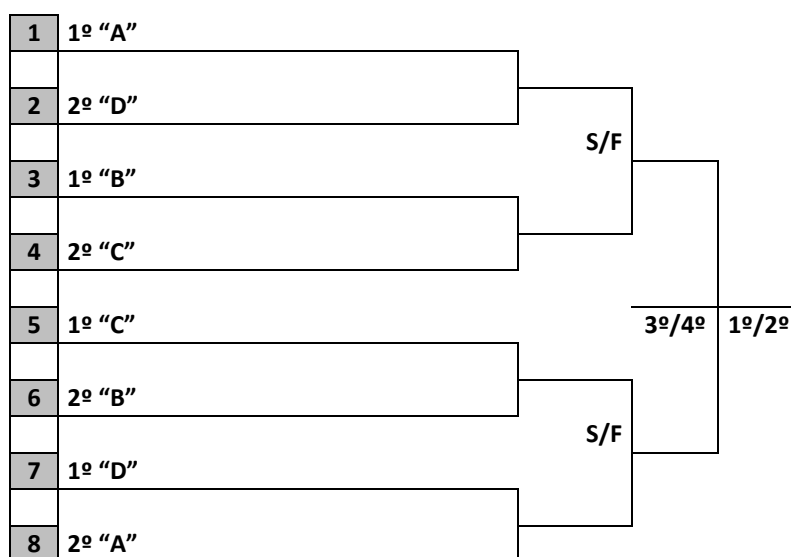 1 1º “A”
2 2º “D”
S/F
3 1º “B”
4 2º “C”
5 1º “C”
3º/4º 1º/2º
6 2º “B”
S/F
7 1º “D”
8 2º “A”